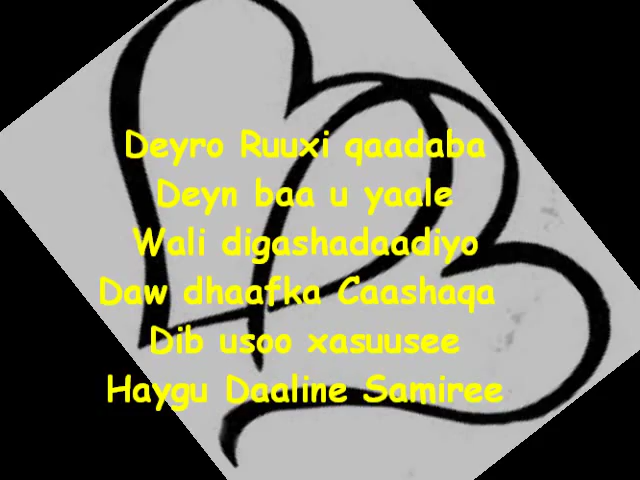 Deyro Ruuxi qaadaba
Deyn baa u yaale
Wali digashadaadiyo
Daw dhaafka Caashaqa
Dib usoo xasuusee
Haygu Daaline Samiree